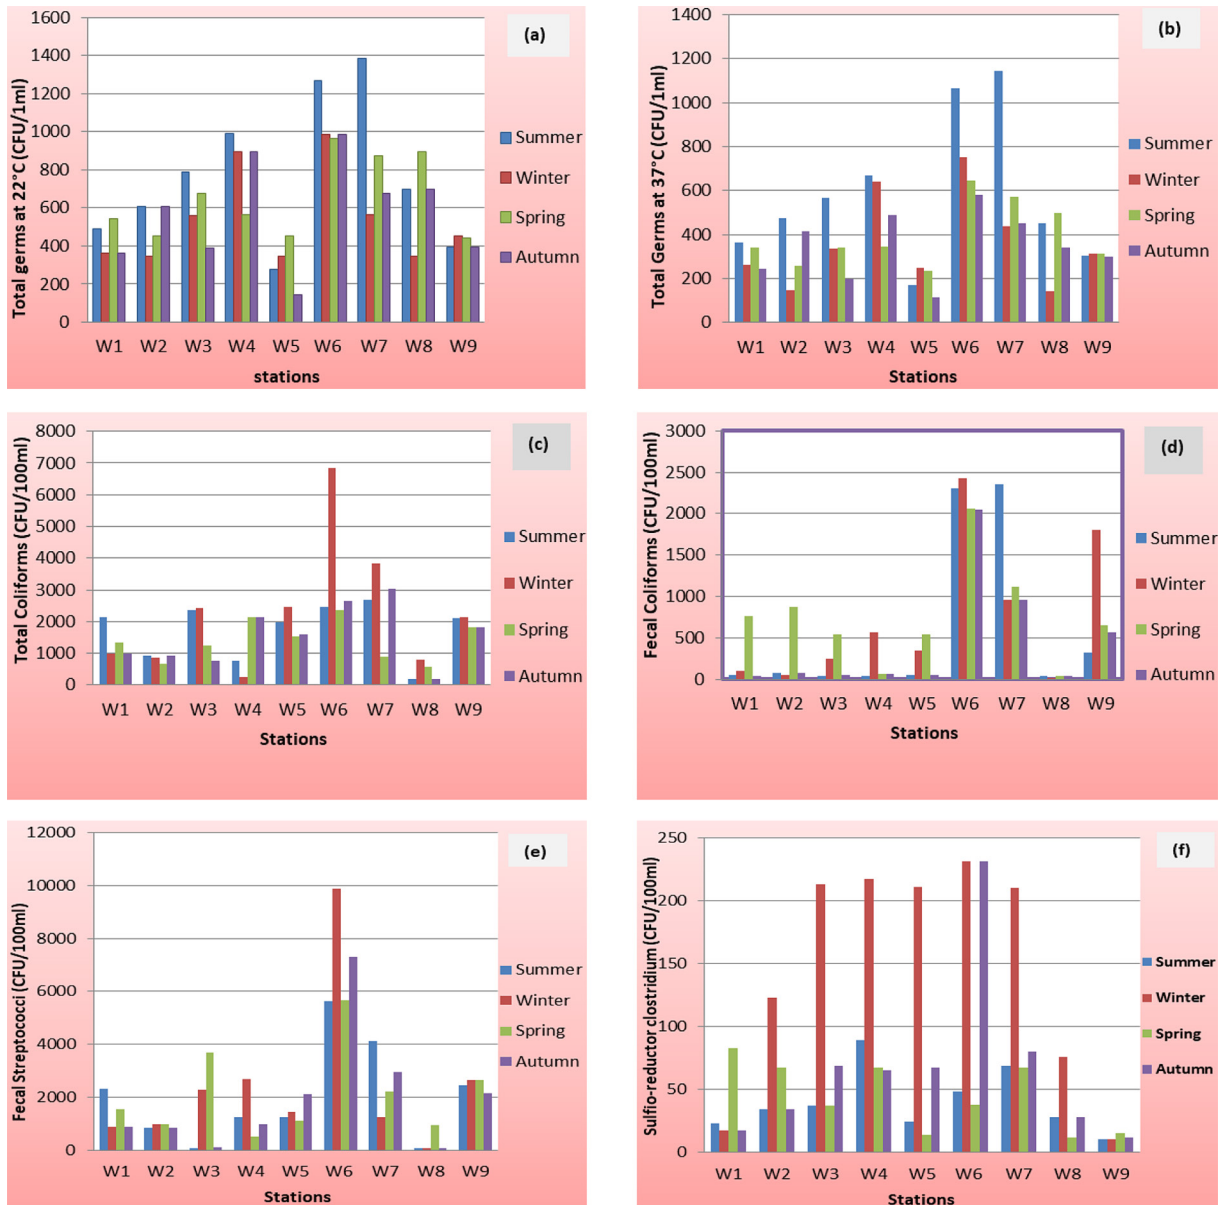 (a)
Total germs at 22°C (CFU/1ml)
1600
1400
1200
1000
800
600
400
200
0
W1 W2 W3 W4 W5 W6 W7 W8 W9
stations
Summer
Winter
Spring
Autumn
(b)
Total Germs at 37°C (CFU/1ml)
1400
1200
1000
800
600
400
200
0
W1 W2 W3 W4 W5 W6 W7 W8 W9
Stations
Summer
Winter
Spring
Autumn
(c)
Total Coliforms (CFU/100ml)
8000
7000
6000
5000
4000
3000
2000
1000
0
W1 W2 W3 W4 W5 W6 W7 W8 W9
Stations
Summer
Winter
Spring
Autumn
(d)
Fecal Coliforms (CFU/100ml)
3000
2500
2000
1500
1000
500
0
W1 W2 W3 W4 W5 W6 W7 W8 W9
Stations
Summer
Winter
Spring
Autumn
(e)
Fecal Streptococci (CFU/100ml)
12000
10000
8000
6000
4000
2000
0
W1 W2 W3 W4 W5 W6 W7 W8 W9
Stations
Summer
Winter
Spring
Autumn
(f)
Sulfio-reductor clostridium (CFU/100ml)
250
200
150
100
50
0
W1 W2 W3 W4 W5 W6 W7 W8 W9
Stations
Summer
Winter
Spring
Autumn